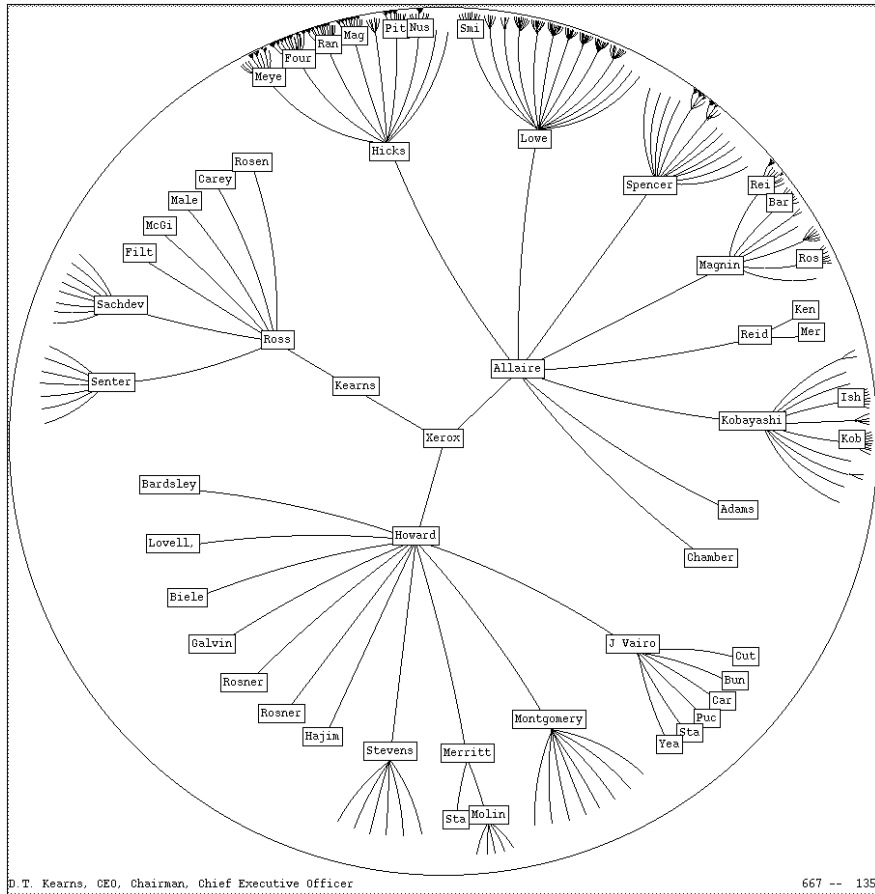 Smi
Pit
Nus
Mag
Ran
Four
Meye
Lowe
Hicks
Rosen
Carey
Spencer
Rei
Male
Bar
McGi
Filt
Ros
Magnin
Sachdev
Ken
Mer
Reid
Ross
Allaire
Senter
Kearns
Ish
Kobayashi
Xerox
Kob
Bardsley
Adams
Howard
Lovell,
Chamber
Biele
Galvin
J Vairo
Cut
Rosner
Bun
Car
Rosner
Puc
Montgomery
Sta
Hajim
Yea
Stevens
Merritt
Sta
Molin
D.T. Kearns, CEO, Chairman, Chief Executive Officer
667 -- 135